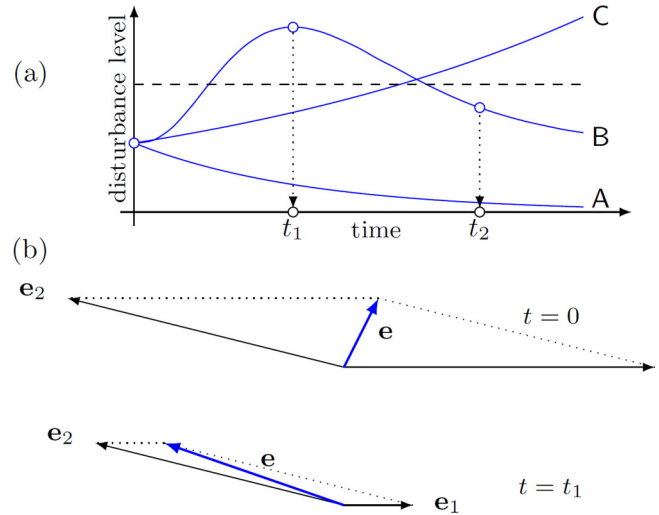 C
(a)
disturbance level
B
A
t₁ time t₂
(b)
e₂
e
t = 0
e₂
e
e₁
t = t₁